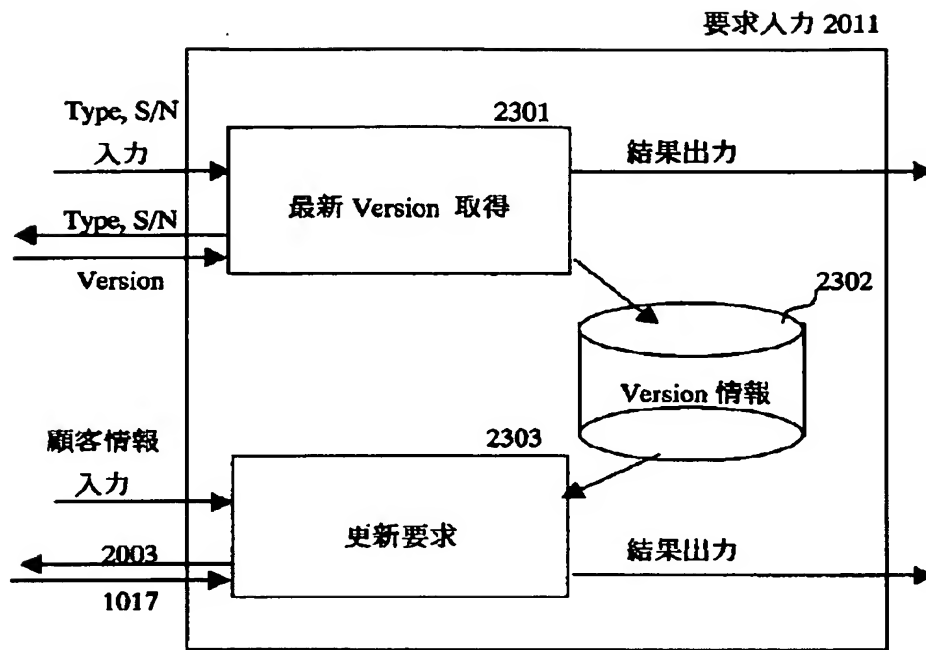 要求入力 2011
Type, S/N
入力
2301
結果出力
最新 Version 取得
Type, S/N
Version
2302
Version 情報
顧客情報
入力
2303
更新要求
結果出力
2003
1017